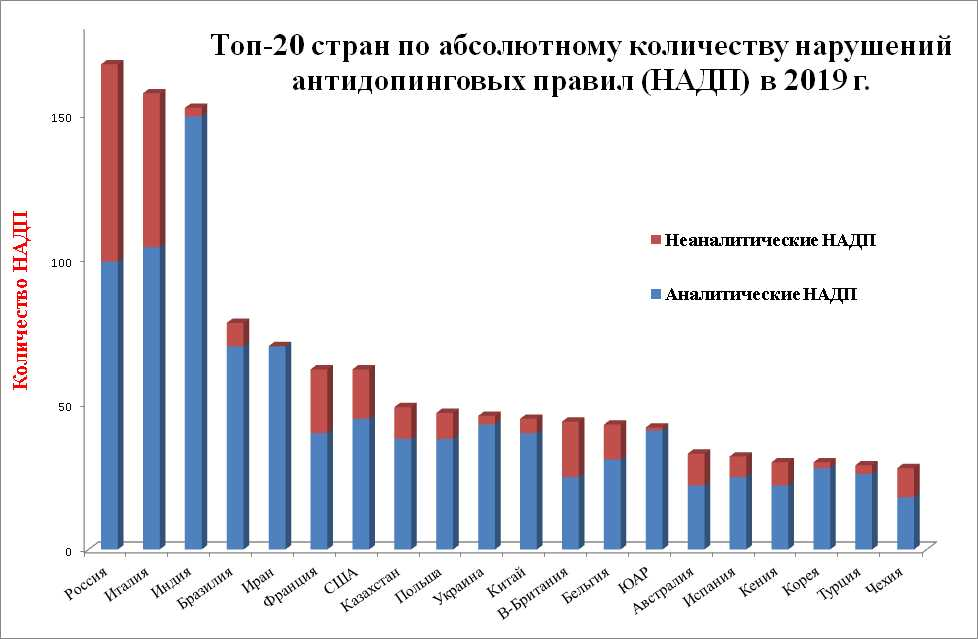 Топ-20 стран по абсолютному количеству нарушений
антидопинговых правил (НАДП) в 2019 г.
Количество НАДП
150
100
50
0
Неаналитические НАДП
Аналитические НАДП
Россия
Италия
Индия
Бразилия
Иран
Франция
США
Казахстан
Польша
Украина
Китай
В-Британия
Бельгия
ЮАР
Австралия
Испания
Кения
Корея
Турция
Чехия